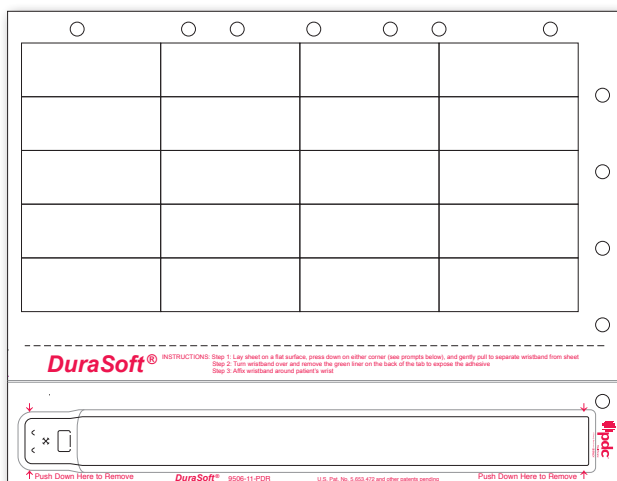 DuraSoft®
INSTRUCTIONS: Step 1: Lay sheet on a flat surface, press down on either corner (see prompts below), and gently pull to separate wristband from sheet
Step 2: Turn wristband over and remove the green liner on the back of the tab to expose the adhesive
Step 3: Affix wristband around patient's wrist
pdc
Push Down Here to Remove
DuraSoft®
9506-11-PDR
U.S. Pat. No. 5,653,472 and other patents pending
Push Down Here to Remove